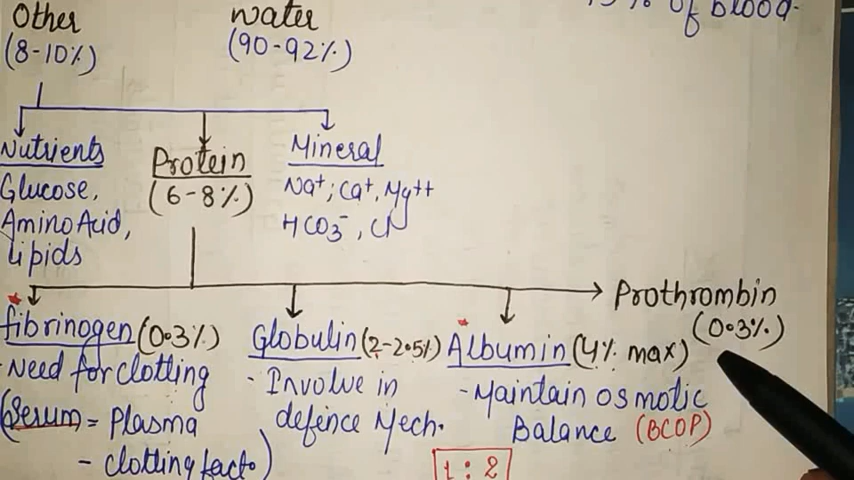 Other
(8-10%)
Water
(90-92%)
% of blood.
Nutrients
Glucose,
Amino Acid,
Lipids
Protein
(6-8%)
Mineral
Na+; Ca+, Mg++
HCO3-, Cl-
Fibrinogen (0.3%)
- Need for clotting
(Serum = Plasma
- clotting facto)
Globulin (2-2.5%)
- Involve in
defence Mech.
Albumin (4% max)
- Maintain osmotic
Balance (BCOP)
1 : 2
Prothrombin
(0.3%)